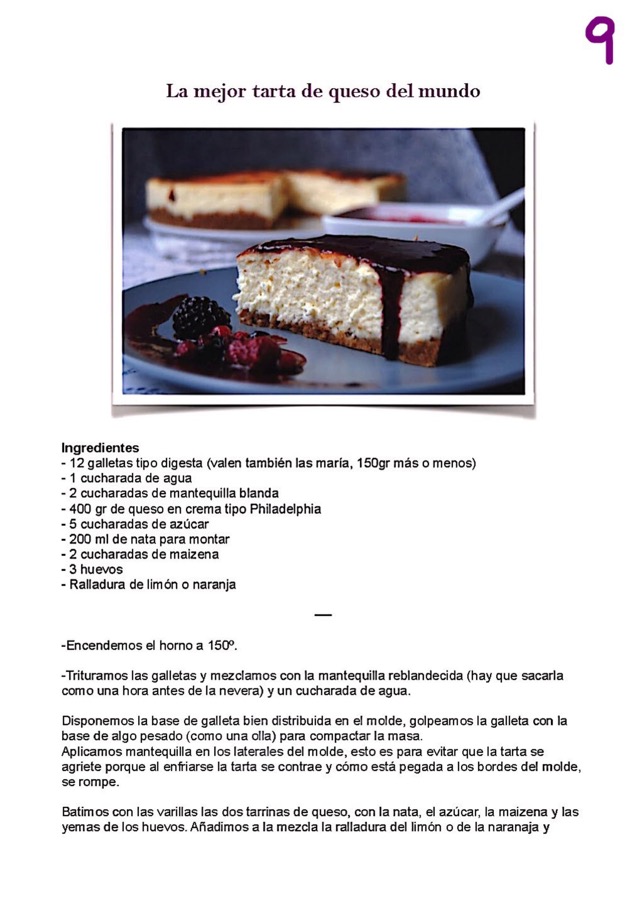 9
La mejor tarta de queso del mundo
Ingredientes
- 12 galletas tipo digesta (valen también las maría, 150gr más o menos)
- 1 cucharada de agua
- 2 cucharadas de mantequilla blanda
- 400 gr de queso en crema tipo Philadelphia
- 5 cucharadas de azúcar
- 200 ml de nata para montar
- 2 cucharadas de maizena
- 3 huevos
- Ralladura de limón o naranja
—
-Encendemos el horno a 150º.
-Trituramos las galletas y mezclamos con la mantequilla reblandecida (hay que sacarla
como una hora antes de la nevera) y un cucharada de agua.
Disponemos la base de galleta bien distribuida en el molde, golpeamos la galleta con la
base de algo pesado (como una olla) para compactar la masa.
Aplicamos mantequilla en los laterales del molde, esto es para evitar que la tarta se
agriete porque al enfriarse la tarta se contrae y cómo está pegada a los bordes del molde,
se rompe.
Batimos con las varillas las dos tarrinas de queso, con la nata, el azúcar, la maizena y las
yemas de los huevos. Añadimos a la mezcla la ralladura del limón o de la naranaja y